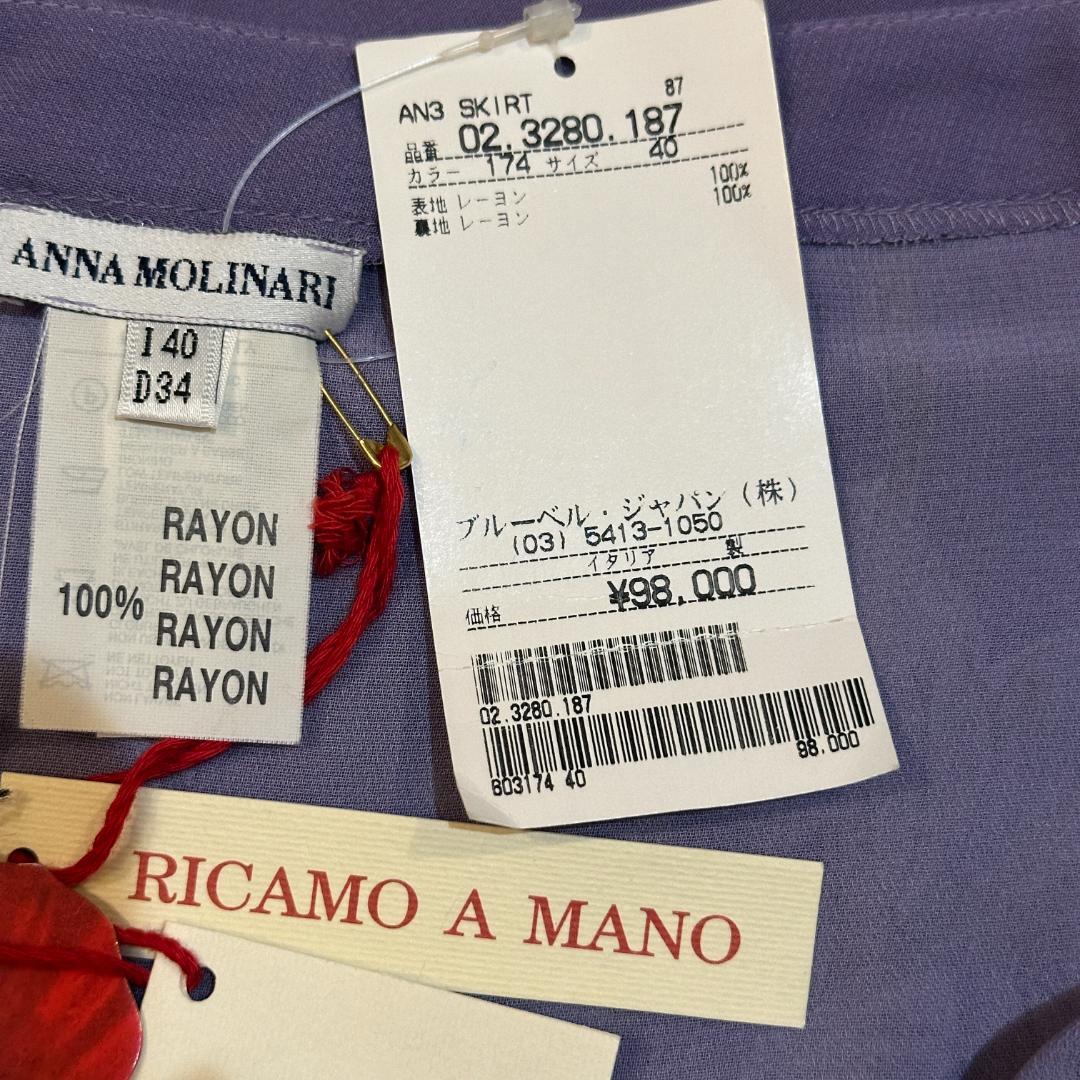 AN3 SKIRT 87
品番 02.3280.187
カラー 174 サイズ 40
表地 レーヨン 100%
裏地 レーヨン 100%
ブルーベル・ジャパン(株)
(03) 5413-1050
イタリア 製
価格 ¥98,000
02.3280.187
603174 40 98.000
ANNA MOLINARI
I 40
D34
RAYON
RAYON
100% RAYON
RAYON
RICAMO A MANO